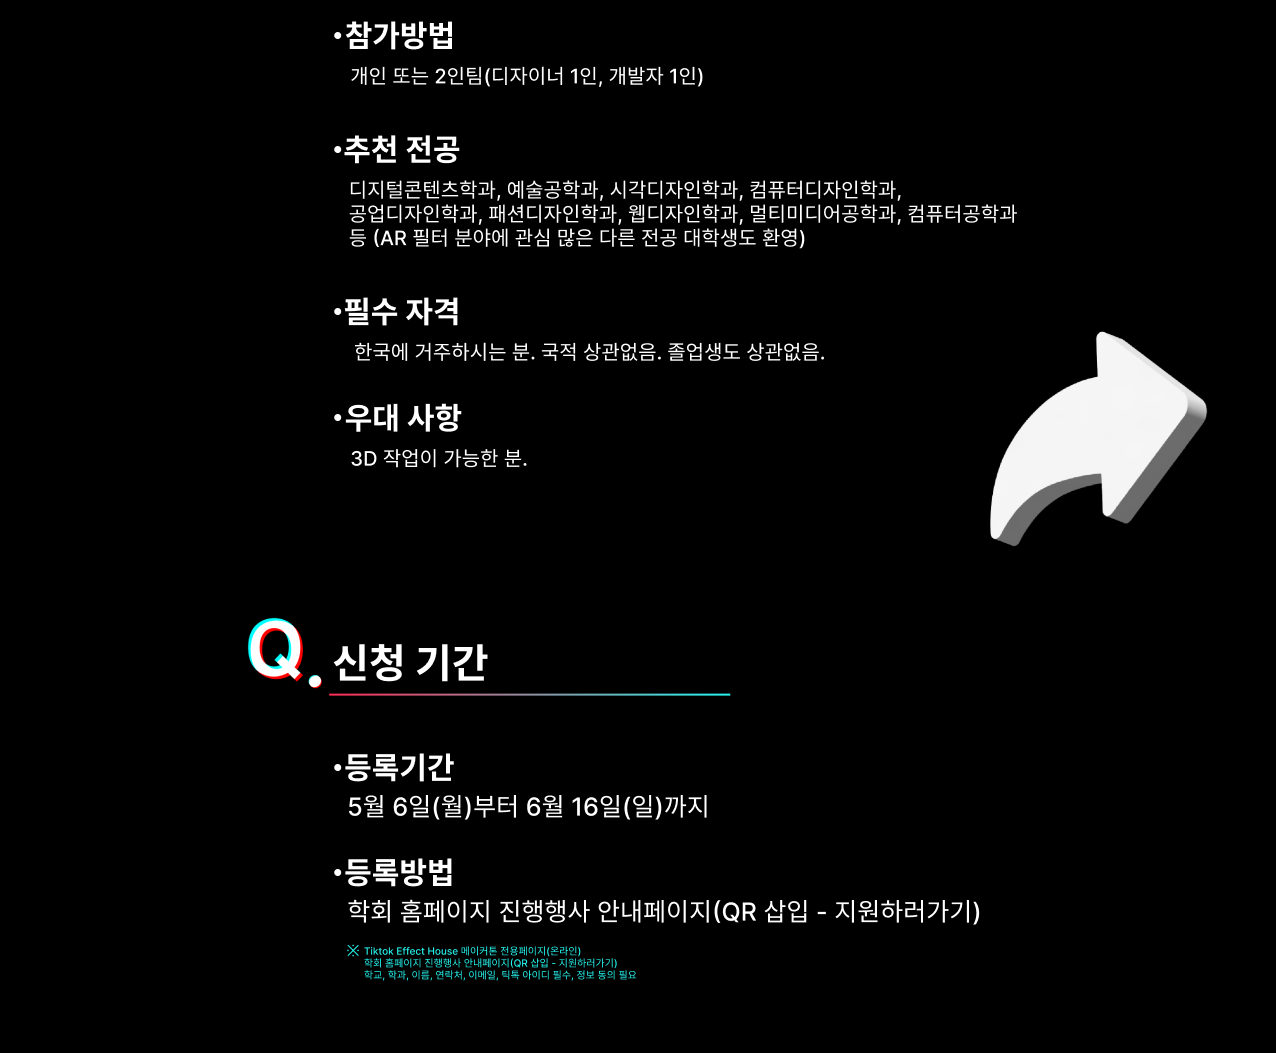 •참가방법
개인 또는 2인팀(디자이너 1인, 개발자 1인)
•추천 전공
디지털콘텐츠학과, 예술공학과, 시각디자인학과, 컴퓨터디자인학과,
공업디자인학과, 패션디자인학과, 웹디자인학과, 멀티미디어공학과, 컴퓨터공학과
등 (AR 필터 분야에 관심 많은 다른 전공 대학생도 환영)
•필수 자격
한국에 거주하시는 분. 국적 상관없음. 졸업생도 상관없음.
•우대 사항
3D 작업이 가능한 분.
Q. 신청 기간
•등록기간
5월 6일(월)부터 6월 16일(일)까지
•등록방법
학회 홈페이지 진행행사 안내페이지(QR 삽입 - 지원하러가기)
※ Tiktok Effect House 메이커톤 전용페이지(온라인)
학회 홈페이지 진행행사 안내페이지(QR 삽입 - 지원하러가기)
학교, 학과, 이름, 연락처, 이메일, 틱톡 아이디 필수, 정보 동의 필요